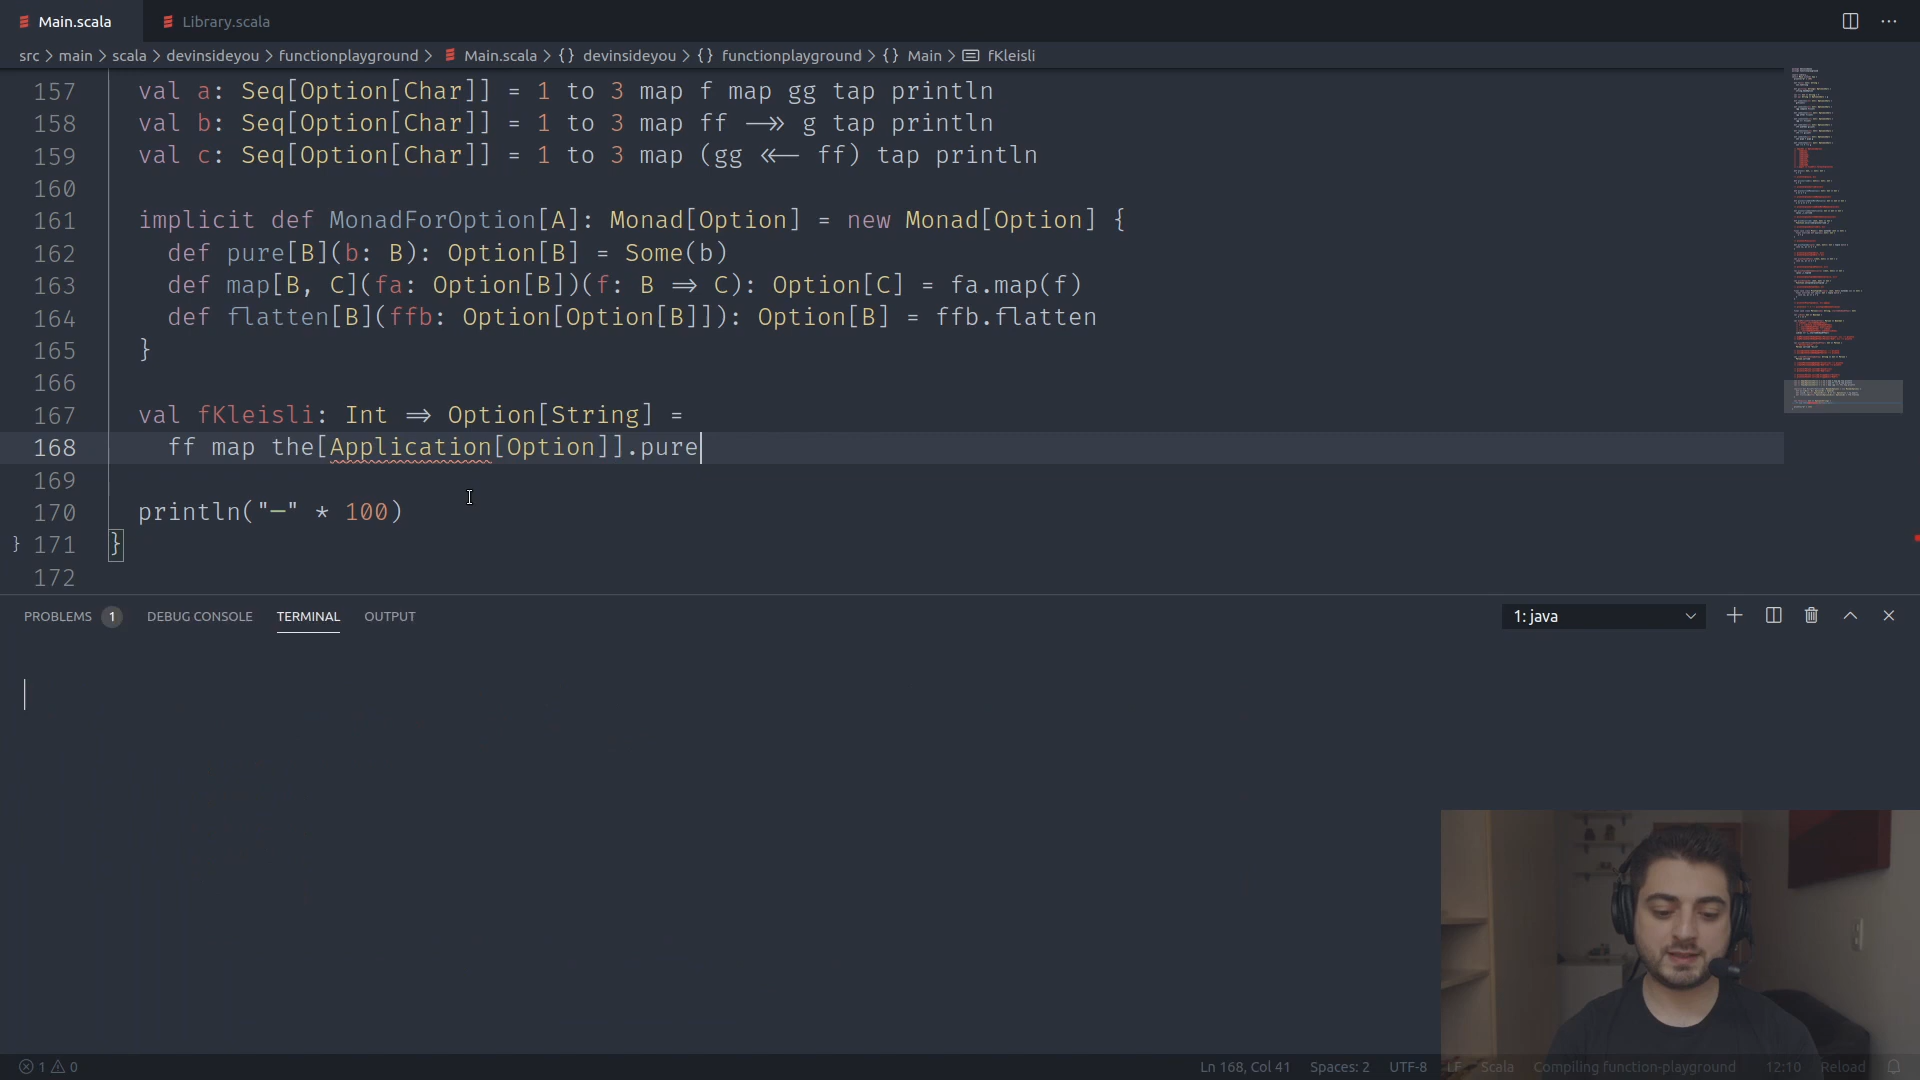 Main.scala
Library.scala
src > main > scala > devinsideyou > functionplayground > Main.scala > {} devinsideyou > {} functionplayground > {} Main > fKleisli
157 val a: Seq[Option[Char]] = 1 to 3 map f map gg tap println
158 val b: Seq[Option[Char]] = 1 to 3 map ff -->> g tap println
159 val c: Seq[Option[Char]] = 1 to 3 map (gg <<-- ff) tap println
160
161 implicit def MonadForOption[A]: Monad[Option] = new Monad[Option] {
162 def pure[B](b: B): Option[B] = Some(b)
163 def map[B, C](fa: Option[B])(f: B => C): Option[C] = fa.map(f)
164 def flatten[B](ffb: Option[Option[B]]): Option[B] = ffb.flatten
165 }
166
167 val fKleisli: Int => Option[String] =
168 ff map the[Application[Option]].pure
169
170 println("─" * 100)
} 171 }
172
PROBLEMS 1 DEBUG CONSOLE TERMINAL OUTPUT
1: java
1 0
Ln 168, Col 41 Spaces: 2 UTF-8 LF Scala Compiling function-playground 12:10 Reload